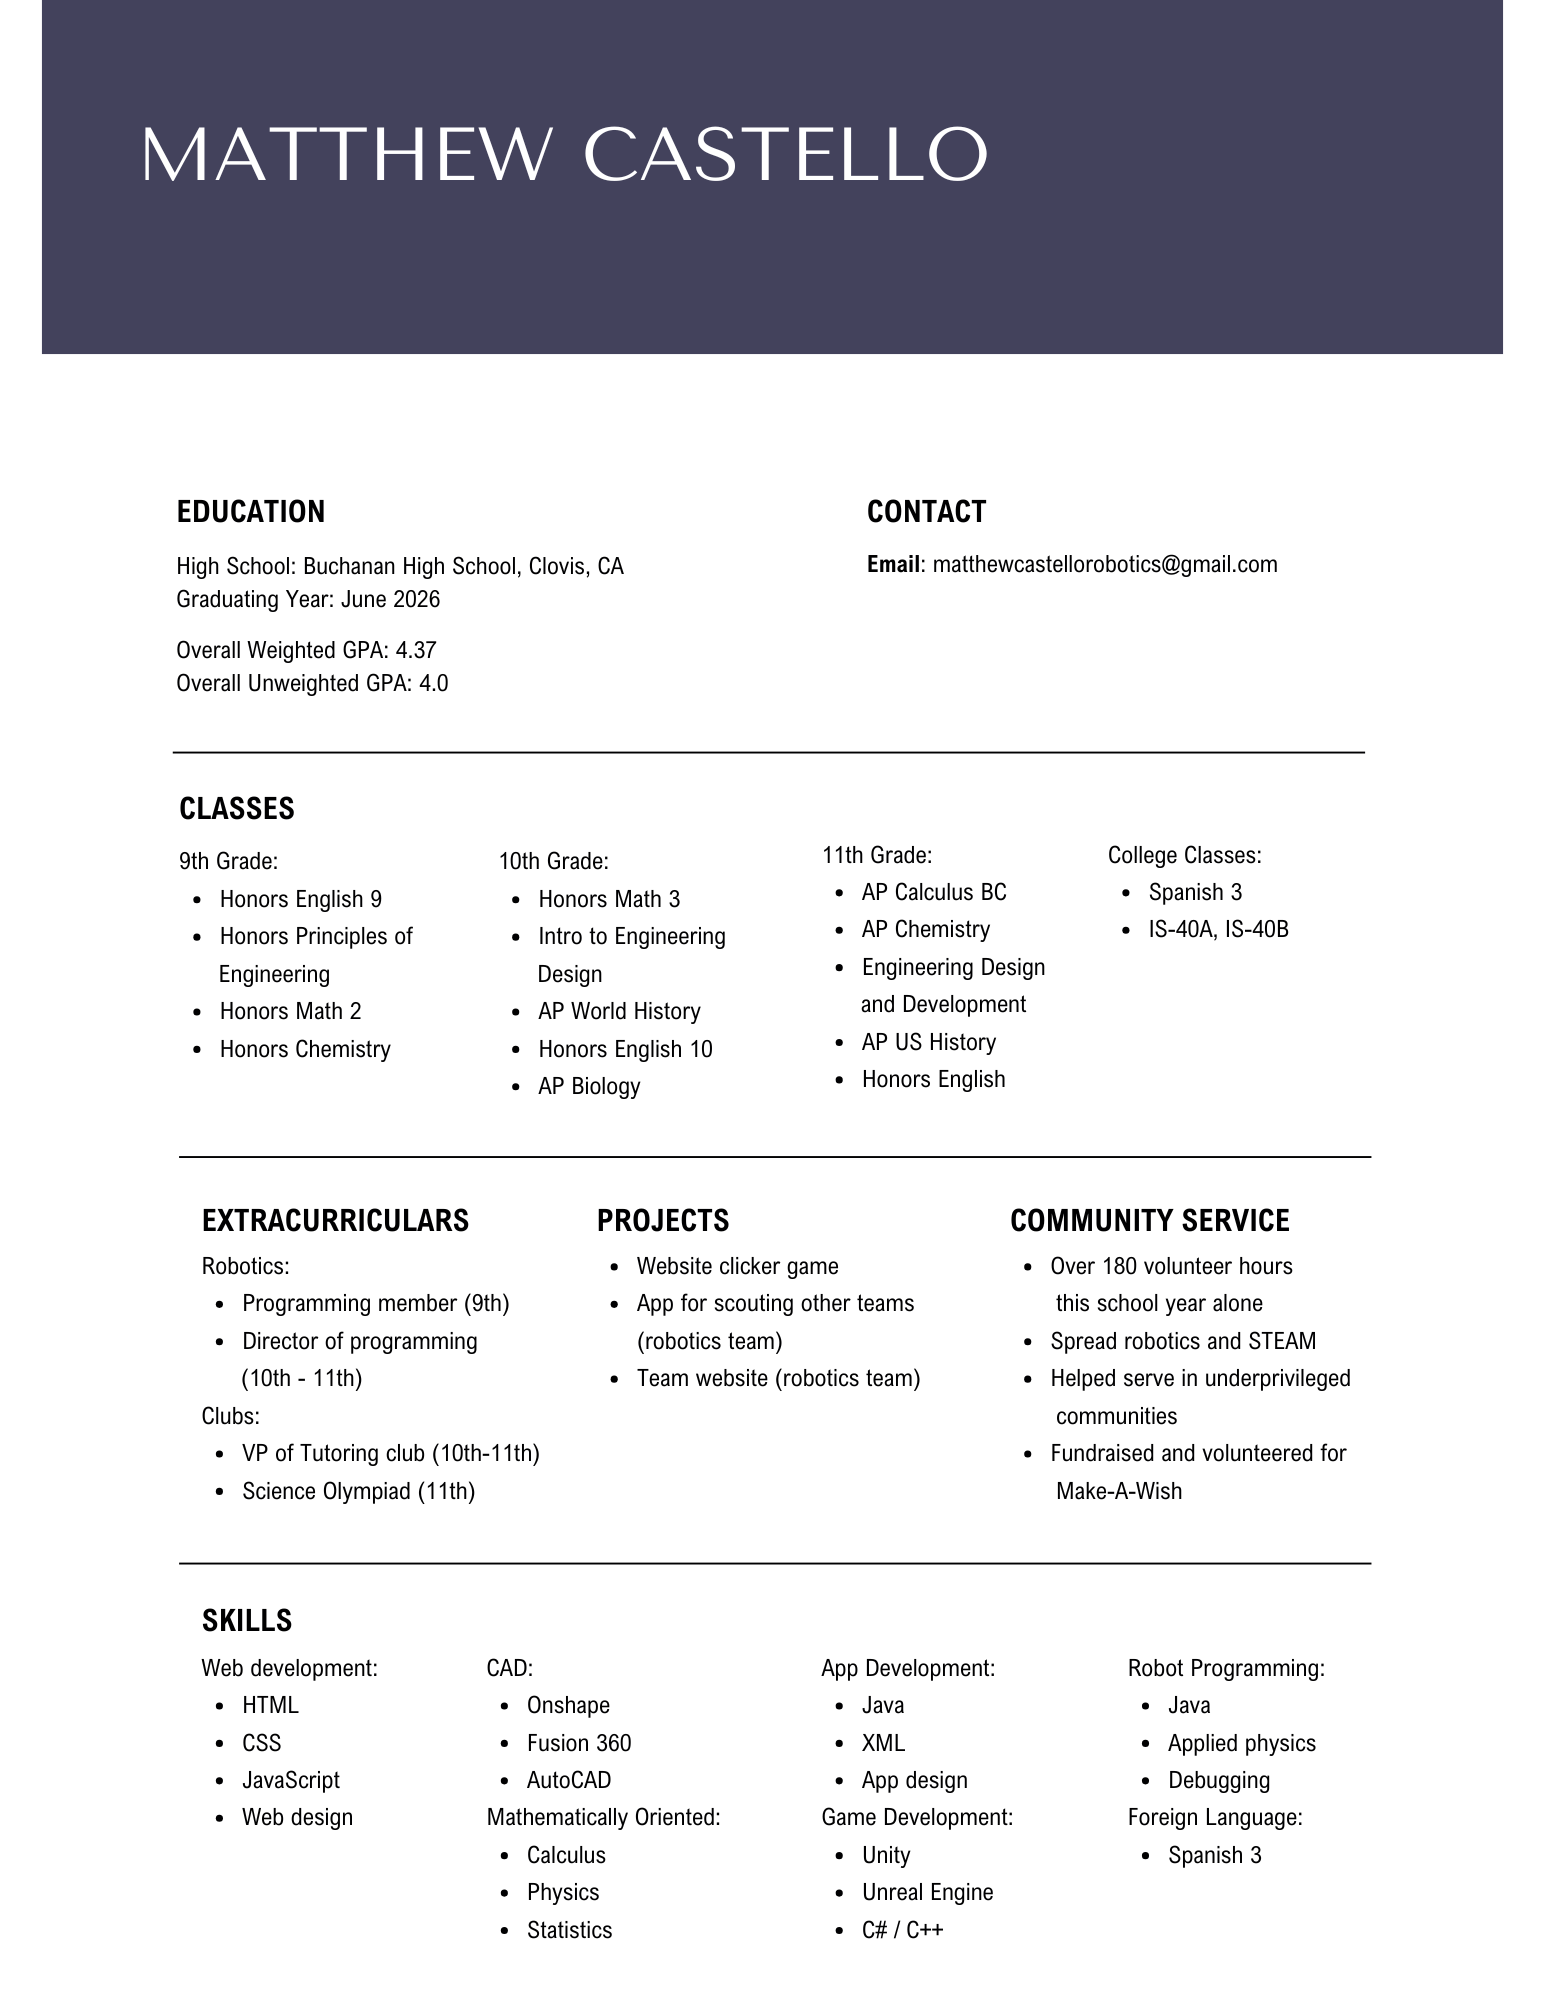 MATTHEW CASTELLO
EDUCATION
High School: Buchanan High School, Clovis, CA
Graduating Year: June 2026
Overall Weighted GPA: 4.37
Overall Unweighted GPA: 4.0
CONTACT
Email: matthewcastellorobotics@gmail.com
CLASSES
9th Grade:
• Honors English 9
• Honors Principles of
Engineering
• Honors Math 2
• Honors Chemistry
10th Grade:
• Honors Math 3
• Intro to Engineering
Design
• AP World History
• Honors English 10
• AP Biology
11th Grade:
• AP Calculus BC
• AP Chemistry
• Engineering Design
and Development
• AP US History
• Honors English
College Classes:
• Spanish 3
• IS-40A, IS-40B
EXTRACURRICULARS
Robotics:
• Programming member (9th)
• Director of programming
(10th - 11th)
Clubs:
• VP of Tutoring club (10th-11th)
• Science Olympiad (11th)
PROJECTS
• Website clicker game
• App for scouting other teams
(robotics team)
• Team website (robotics team)
COMMUNITY SERVICE
• Over 180 volunteer hours
this school year alone
• Spread robotics and STEAM
• Helped serve in underprivileged
communities
• Fundraised and volunteered for
Make-A-Wish
SKILLS
Web development:
• HTML
• CSS
• JavaScript
• Web design
CAD:
• Onshape
• Fusion 360
• AutoCAD
Mathematically Oriented:
• Calculus
• Physics
• Statistics
App Development:
• Java
• XML
• App design
Game Development:
• Unity
• Unreal Engine
• C# / C++
Robot Programming:
• Java
• Applied physics
• Debugging
Foreign Language:
• Spanish 3